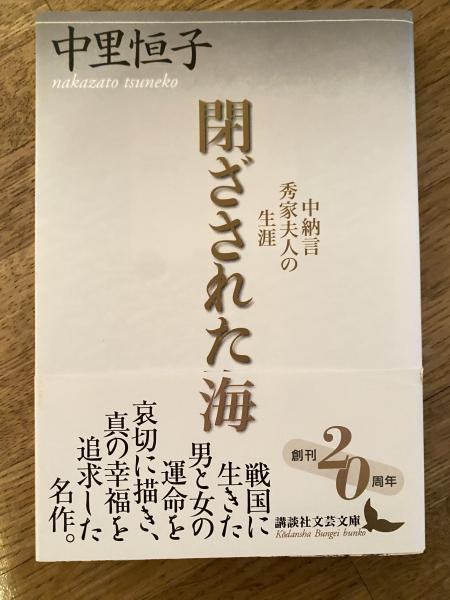 中里恒子
nakazato tsuneko
閉ざされた海
中納言
秀家夫人の
生涯
戦国に
生きた
男と女の
運命を
哀切に描き、
真の幸福を
追求した
名作。
創刊
20
周年
講談社文芸文庫
Kōdansha Bungei bunko